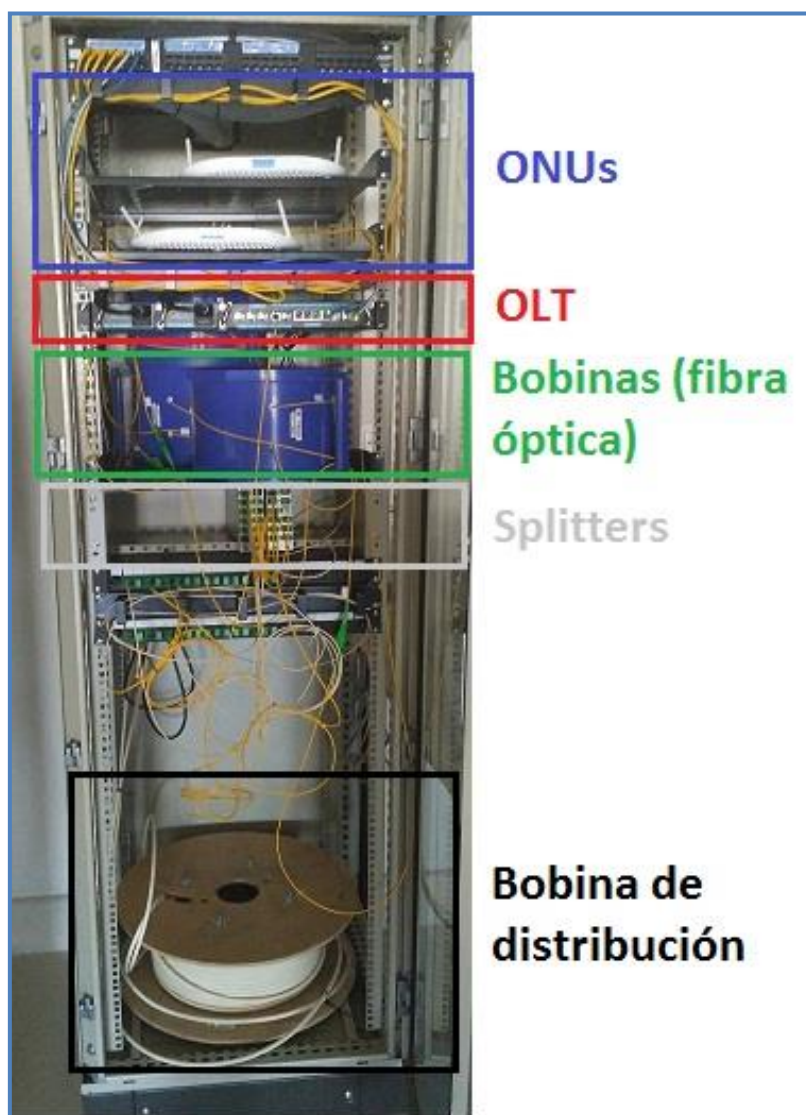 ONUs
OLT
Bobinas (fibra
óptica)
Splitters
Bobina de
distribución